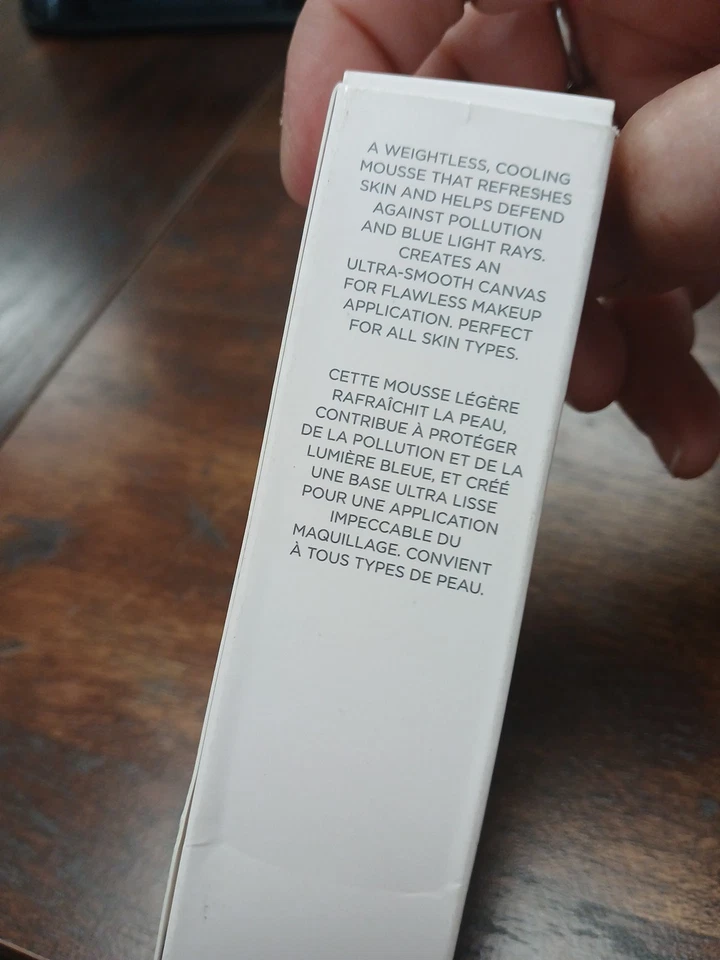 A WEIGHTLESS, COOLING
MOUSSE THAT REFRESHES
SKIN AND HELPS DEFEND
AGAINST POLLUTION
AND BLUE LIGHT RAYS.
CREATES AN
ULTRA-SMOOTH CANVAS
FOR FLAWLESS MAKEUP
APPLICATION. PERFECT
FOR ALL SKIN TYPES.
CETTE MOUSSE LÉGÈRE
RAFRAÎCHIT LA PEAU,
CONTRIBUE À PROTÉGER
DE LA POLLUTION ET DE LA
LUMIÈRE BLEUE, ET CRÉÉ
UNE BASE ULTRA LISSE
POUR UNE APPLICATION
IMPECCABLE DU
MAQUILLAGE. CONVIENT
À TOUS TYPES DE PEAU.